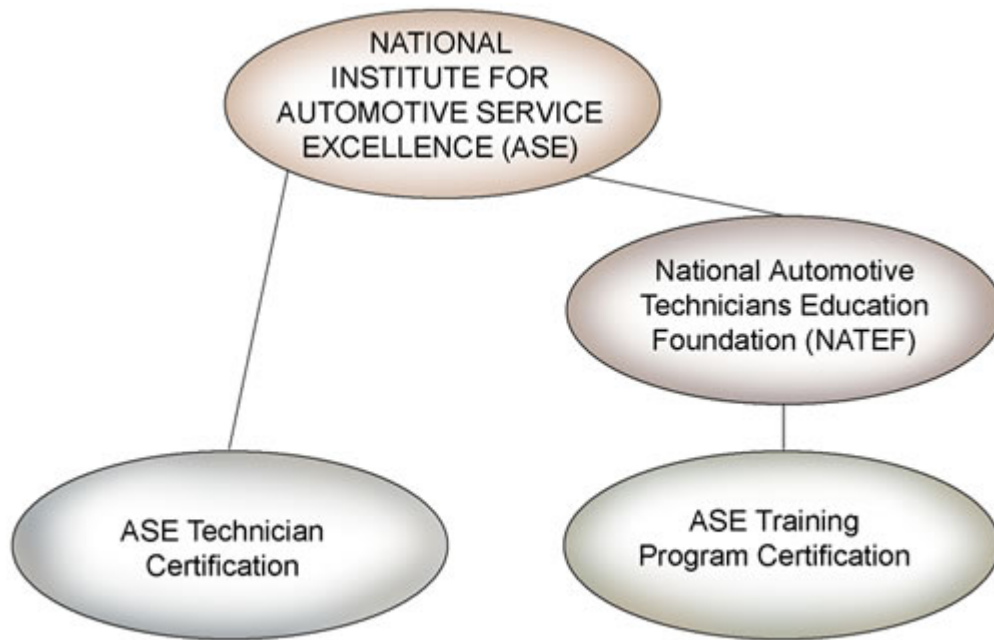 NATIONAL
INSTITUTE FOR
AUTOMOTIVE SERVICE
EXCELLENCE (ASE)
National Automotive
Technicians Education
Foundation (NATEF)
ASE Technician
Certification
ASE Training
Program Certification